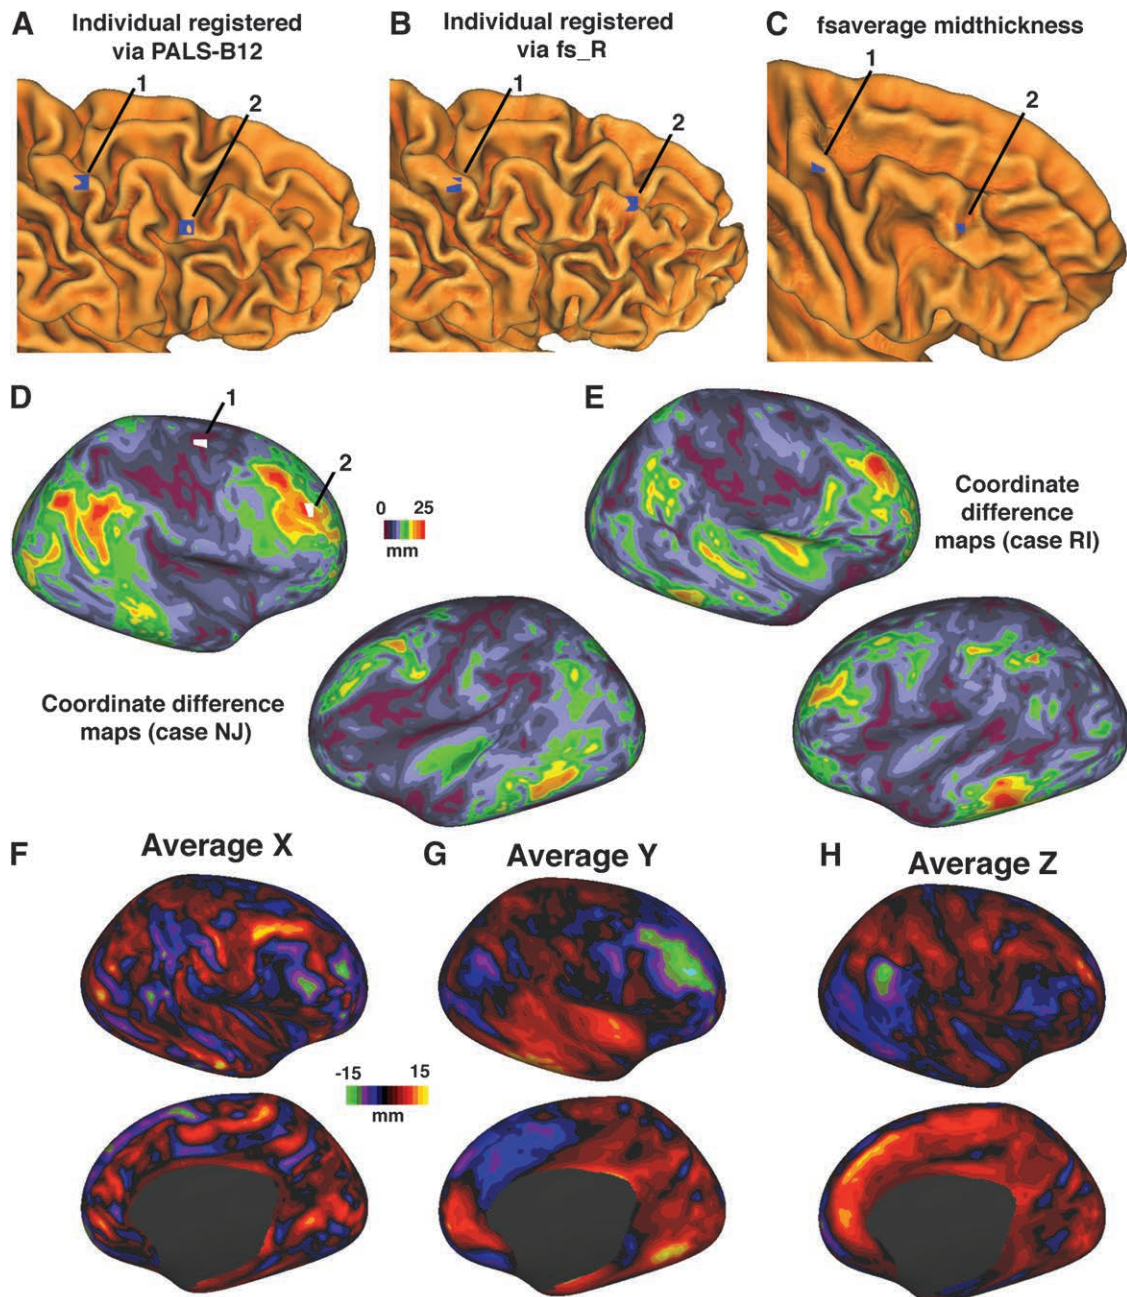 A
Individual registered
via PALS-B12
1
2
B
Individual registered
via fs_R
1
2
C
fsaverage midthickness
1
2
D
1
2
0 25
mm
E
Coordinate
difference
maps (case RI)
Coordinate difference
maps (case NJ)
F
Average X
G
Average Y
H
Average Z
-15 15
mm